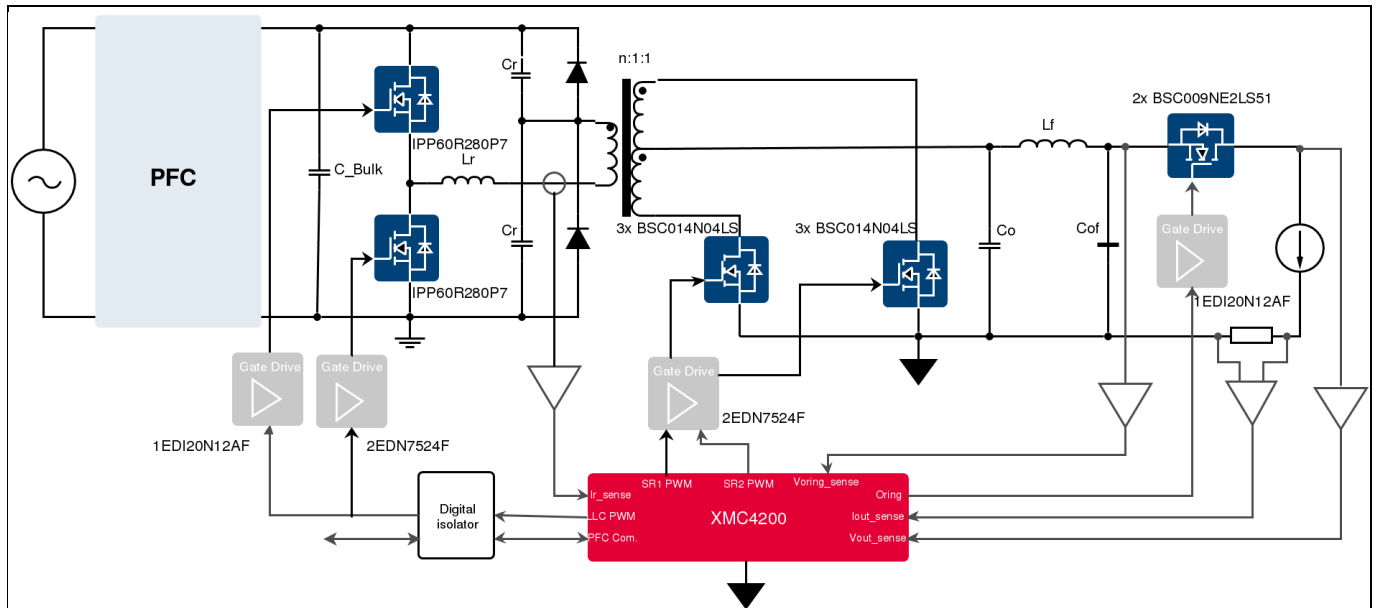 n:1:1
Cr
2x BSC009NE2LS51
Lf
IPP60R280P7
Lr
PFC
C_Bulk
Gate Drive
3x BSC014N04LS
3x BSC014N04LS
Cr
Co
Cof
IPP60R280P7
1EDI20N12AF
Gate Drive
Gate Drive
Gate Drive
2EDN7524F
1EDI20N12AF
2EDN7524F
SR1 PWM
SR2 PWM
Voring_sense
Ir_sense
Oring
Digital
isolator
LLC PWM
XMC4200
Iout_sense
PFC Com.
Vout_sense